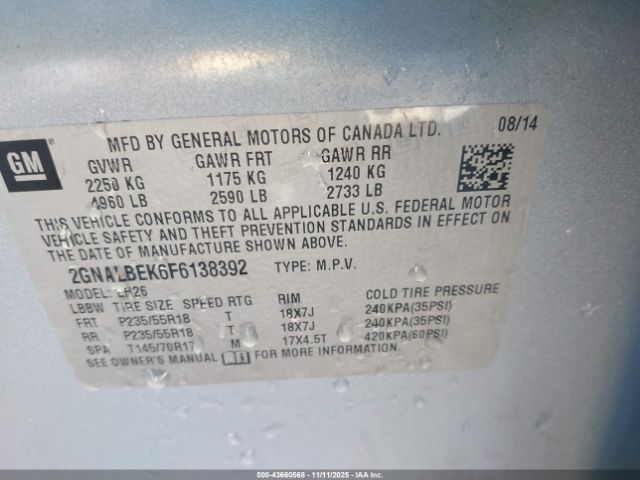 GM
MFD BY GENERAL MOTORS OF CANADA LTD. 08/14
GVWR GAWR FRT GAWR RR
2250 KG 1175 KG 1240 KG
4960 LB 2590 LB 2733 LB
THIS VEHICLE CONFORMS TO ALL APPLICABLE U.S. FEDERAL MOTOR
VEHICLE SAFETY AND THEFT PREVENTION STANDARDS IN EFFECT ON
THE DATE OF MANUFACTURE SHOWN ABOVE.
2GNALBEK6F6138392 TYPE: M.P.V.
MODEL: LR26
LBBW TIRE SIZE SPEED RTG RIM COLD TIRE PRESSURE
FRT P235/55R18 T 18X7J 240KPA(35PSI)
RR P235/55R18 T 18X7J 240KPA(35PSI)
SPA T145/70R17 M 17X4.5T 420KPA(60PSI)
SEE OWNER'S MANUAL FOR MORE INFORMATION
000-43660568 - 11/11/2025 - IAAI.CA